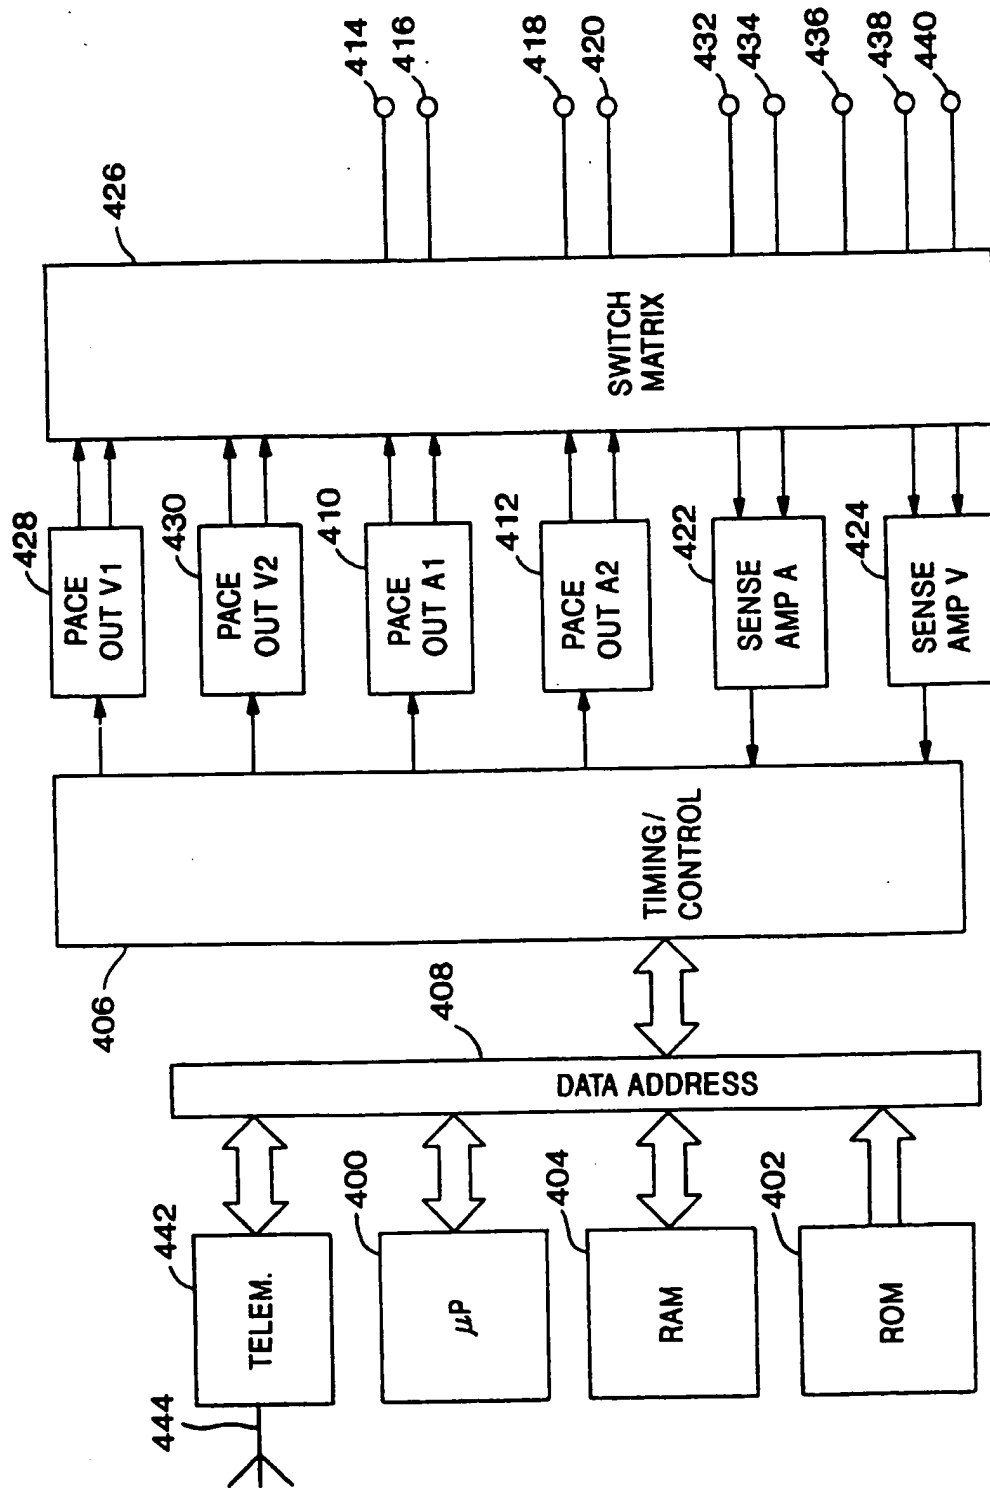 444
442
TELEM.
400
μP
404
RAM
402
ROM
408
DATA ADDRESS
406
TIMING/
CONTROL
428
PACE
OUT V1
430
PACE
OUT V2
410
PACE
OUT A1
412
PACE
OUT A2
422
SENSE
AMP A
424
SENSE
AMP V
426
SWITCH
MATRIX
414
416
418
420
432
434
436
438
440